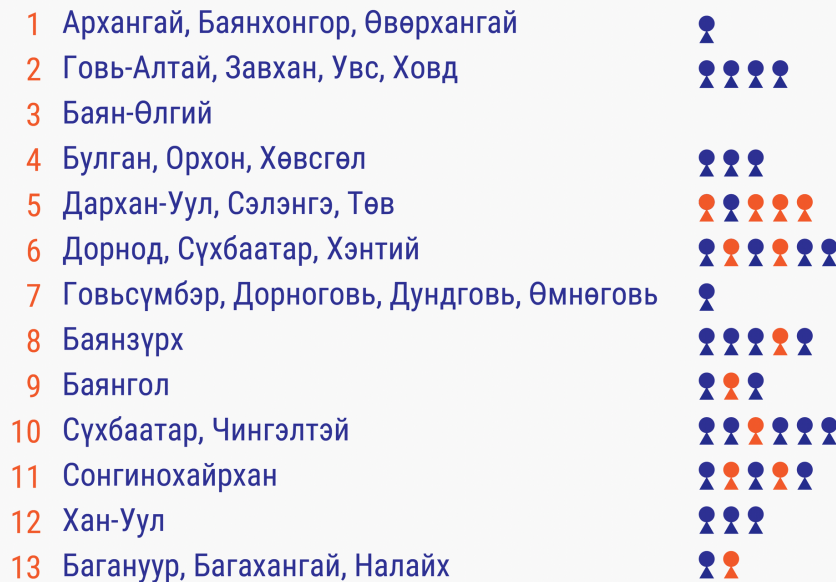 1 Архангай, Баянхонгор, Өвөрхангай
2 Говь-Алтай, Завхан, Увс, Ховд
3 Баян-Өлгий
4 Булган, Орхон, Хөвсгөл
5 Дархан-Уул, Сэлэнгэ, Төв
6 Дорнод, Сүхбаатар, Хэнтий
7 Говьсүмбэр, Дорноговь, Дундговь, Өмнөговь
8 Баянзүрх
9 Баянгол
10 Сүхбаатар, Чингэлтэй
11 Сонгинохайрхан
12 Хан-Уул
13 Багануур, Багахангай, Налайх